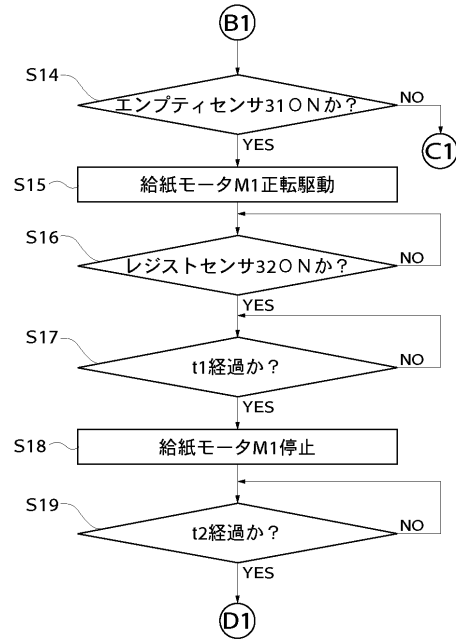 B1
S14
エンプティセンサ31ＯＮか？
NO
YES
C1
S15
給紙モータM1正転駆動
S16
レジストセンサ32ＯＮか？
NO
YES
S17
t1経過か？
NO
YES
S18
給紙モータM1停止
S19
t2経過か？
NO
YES
D1